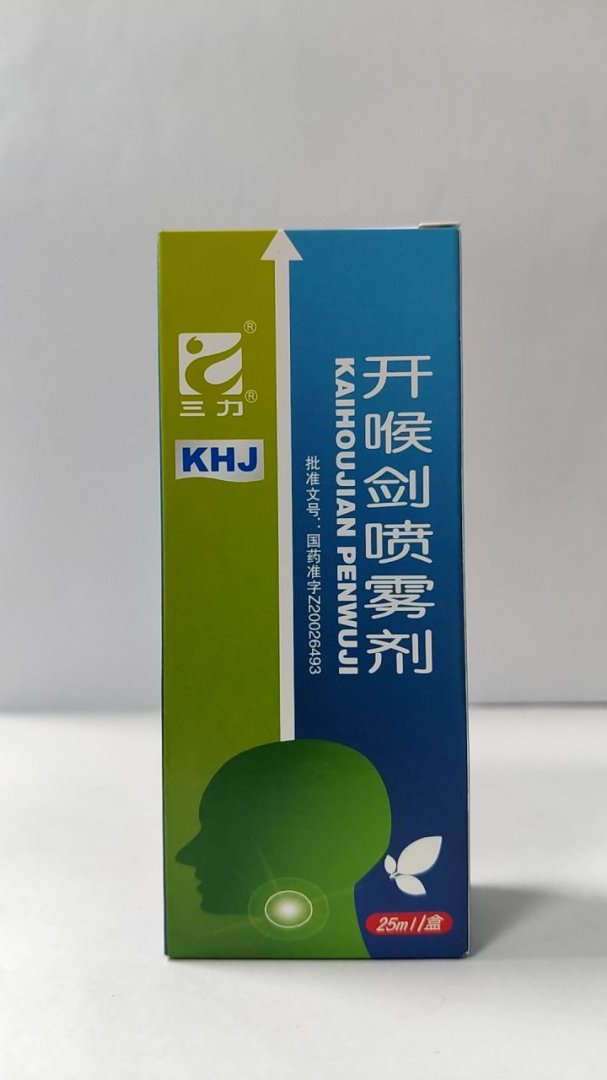 ®
三力®
KHJ
开喉剑喷雾剂
KAIHOUJIAN PENWUJI
批准文号：国药准字Z20026493
25ml/盒